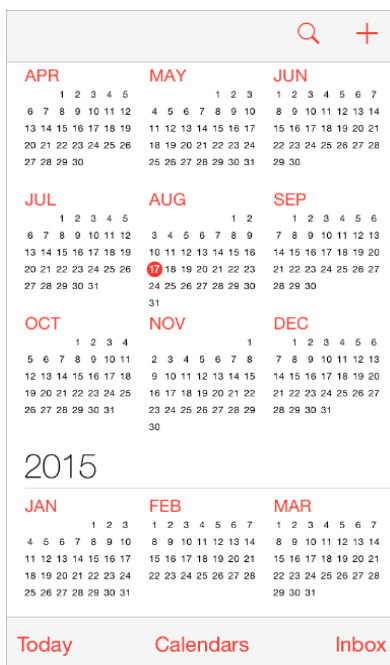 APR MAY JUN
1 2 3 4 5 1 2 3 1 2 3 4 5 6 7
6 7 8 9 10 11 12 4 5 6 7 8 9 10 8 9 10 11 12 13 14
13 14 15 16 17 18 19 11 12 13 14 15 16 17 15 16 17 18 19 20 21
20 21 22 23 24 25 26 18 19 20 21 22 23 24 22 23 24 25 26 27 28
27 28 29 30 25 26 27 28 29 30 31 29 30
JUL AUG SEP
1 2 3 4 5 1 2 1 2 3 4 5 6
6 7 8 9 10 11 12 3 4 5 6 7 8 9 7 8 9 10 11 12 13
13 14 15 16 17 18 19 10 11 12 13 14 15 16 14 15 16 17 18 19 20
20 21 22 23 24 25 26 17 18 19 20 21 22 23 21 22 23 24 25 26 27
27 28 29 30 31 24 25 26 27 28 29 30 28 29 30
31
OCT NOV DEC
1 2 3 4 1 1 2 3 4 5 6
5 6 7 8 9 10 11 2 3 4 5 6 7 8 7 8 9 10 11 12 13
12 13 14 15 16 17 18 9 10 11 12 13 14 15 14 15 16 17 18 19 20
19 20 21 22 23 24 25 16 17 18 19 20 21 22 21 22 23 24 25 26 27
26 27 28 29 30 31 23 24 25 26 27 28 29 28 29 30 31
30
2015
JAN FEB MAR
1 2 3 1 2 3 4 5 6 7 1 2 3 4 5 6 7
4 5 6 7 8 9 10 8 9 10 11 12 13 14 8 9 10 11 12 13 14
11 12 13 14 15 16 17 15 16 17 18 19 20 21 15 16 17 18 19 20 21
18 19 20 21 22 23 24 22 23 24 25 26 27 28 22 23 24 25 26 27 28
25 26 27 28 29 30 31 29 30 31
Today Calendars Inbox